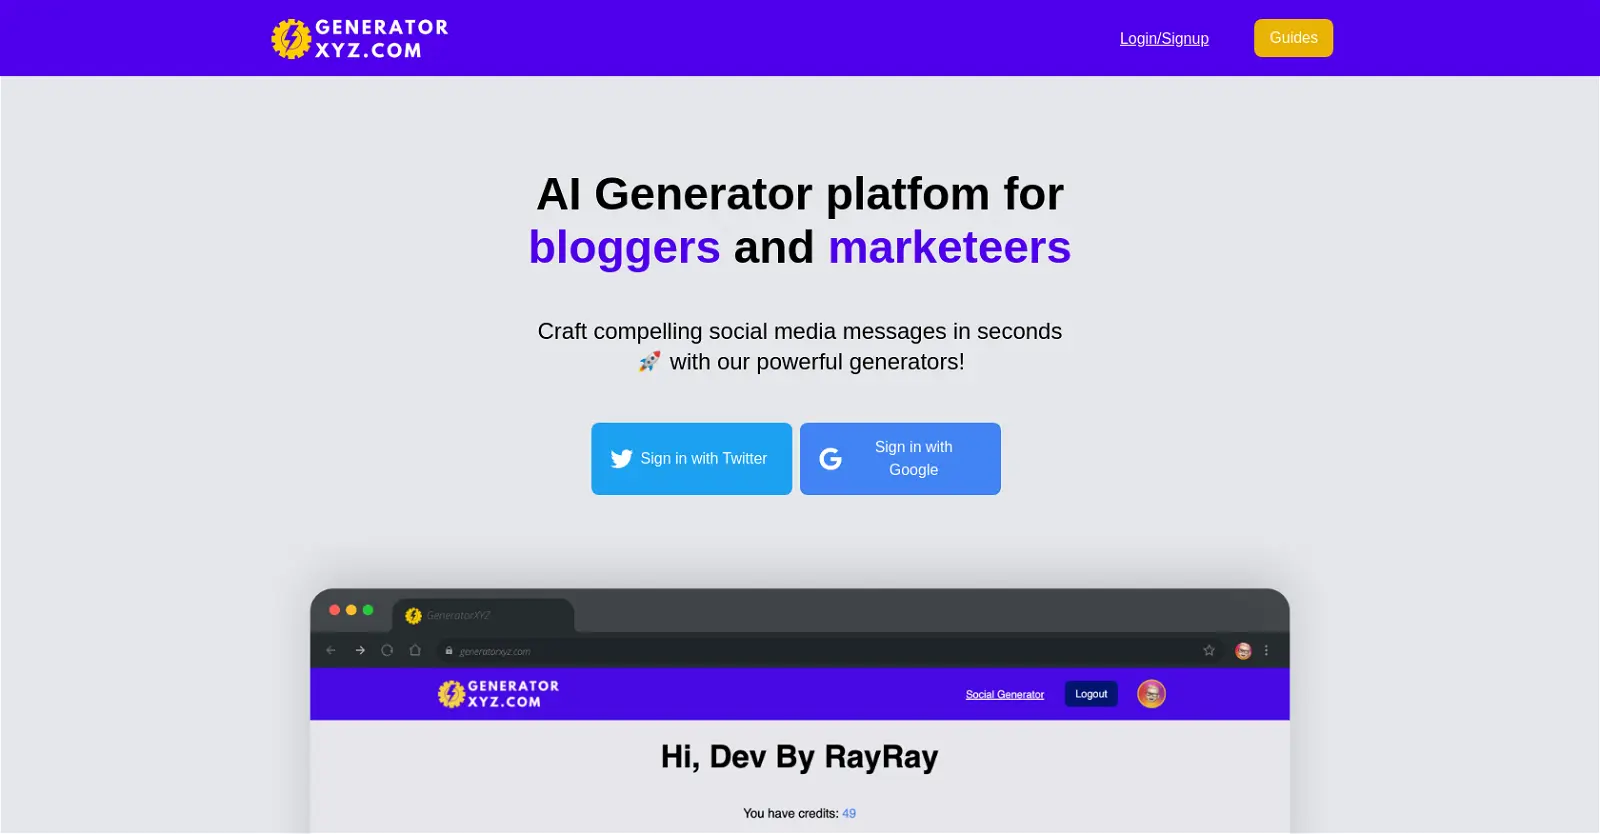 GENERATOR
XYZ.COM
Login/Signup
Guides
AI Generator platfom for
bloggers and marketeers
Craft compelling social media messages in seconds
🚀 with our powerful generators!
Sign in with Twitter
Sign in with
Google
GeneratorXYZ
generatorxyz.com
GENERATOR
XYZ.COM
Social Generator
Logout
Hi, Dev By RayRay
You have credits: 49